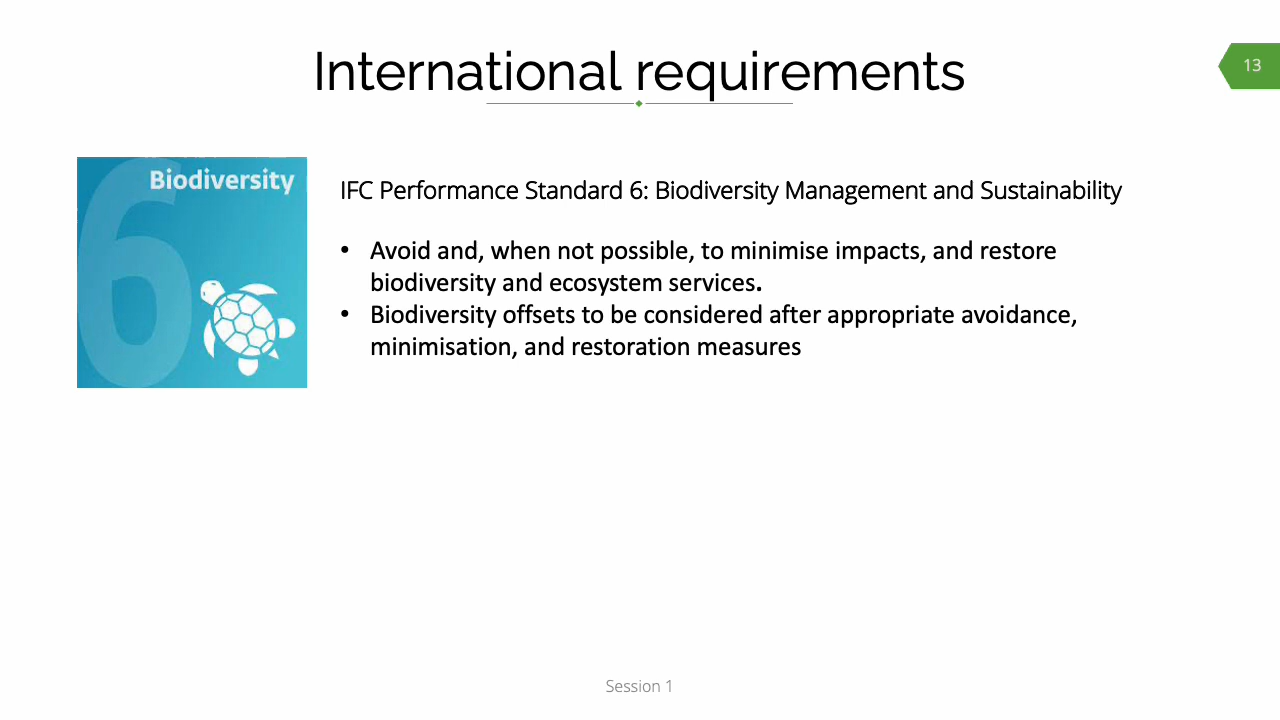 International requirements
13
6
Biodiversity
IFC Performance Standard 6: Biodiversity Management and Sustainability
• Avoid and, when not possible, to minimise impacts, and restore
biodiversity and ecosystem services.
• Biodiversity offsets to be considered after appropriate avoidance,
minimisation, and restoration measures
Session 1